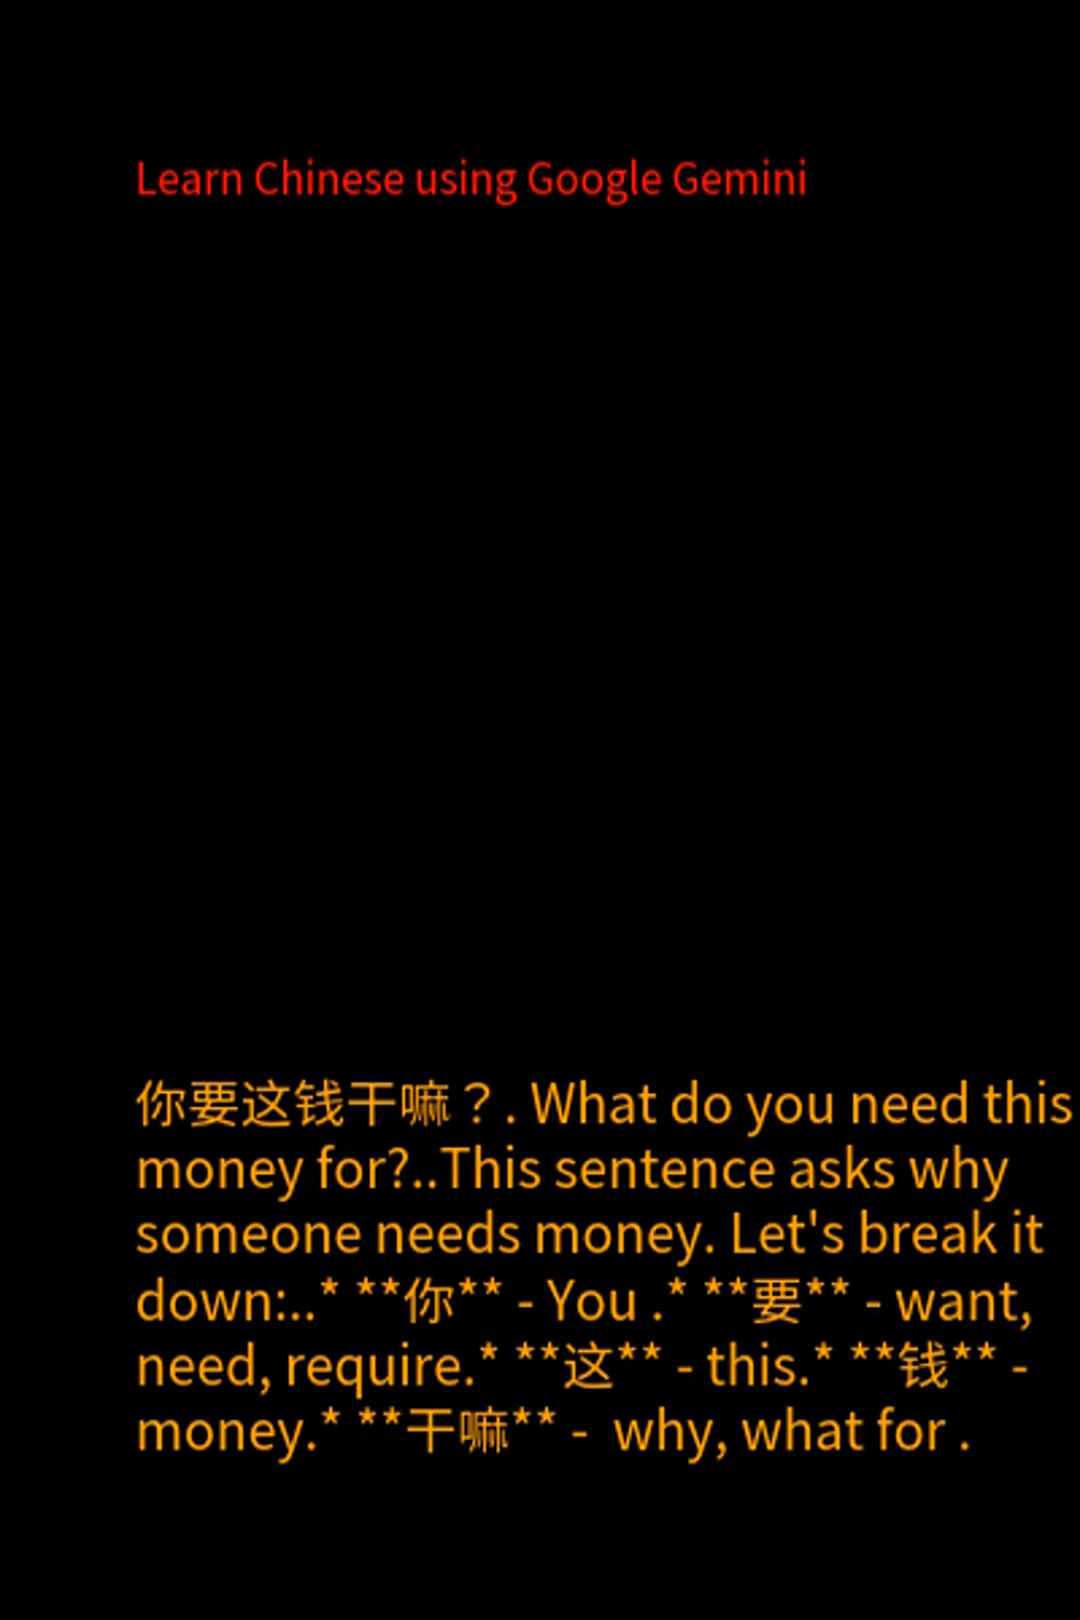 Learn Chinese using Google Gemini
你要这钱干嘛？. What do you need this
money for?..This sentence asks why
someone needs money. Let's break it
down:..* **你** - You .* **要** - want,
need, require.* **这** - this.* **钱** -
money.* **干嘛** -  why, what for .